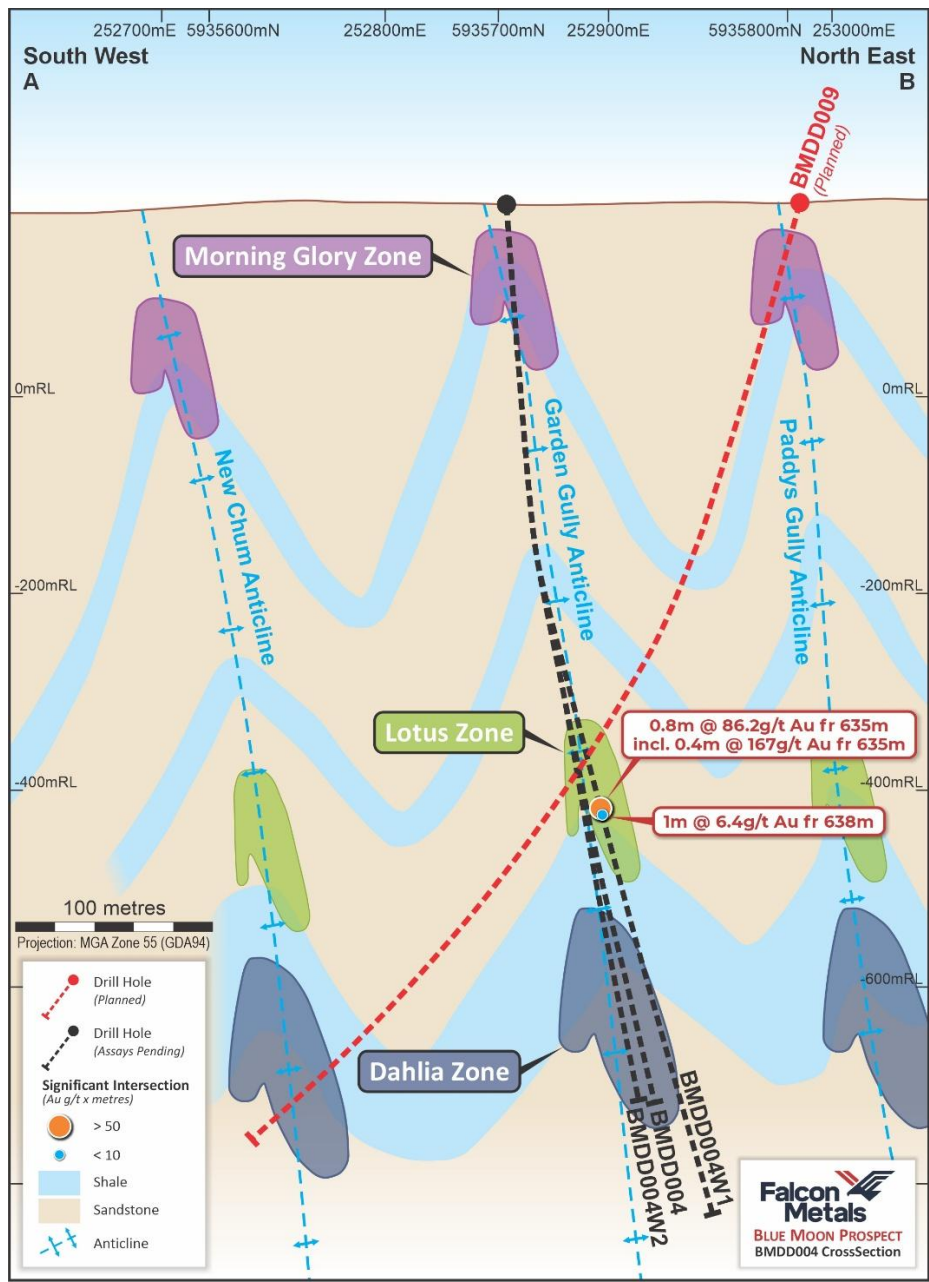 252700mE 5935600mN 252800mE 5935700mN 252900mE 5935800mN 253000mE
South West
A
North East
B
BMDD009
(Planned)
Morning Glory Zone
0mRL
0mRL
New Chum Anticline
Garden Gully Anticline
Paddys Gully Anticline
-200mRL
-200mRL
Lotus Zone
0.8m @ 86.2g/t Au fr 635m
incl. 0.4m @ 167g/t Au fr 635m
-400mRL
-400mRL
1m @ 6.4g/t Au fr 638m
100 metres
Projection: MGA Zone 55 (GDA94)
-600mRL
Drill Hole
(Planned)
Drill Hole
(Assays Pending)
Significant Intersection
(Au g/t x metres)
> 50
< 10
Shale
Sandstone
Anticline
Dahlia Zone
BMDD004W1
BMDD004
BMDD004W2
Falcon
Metals
BLUE MOON PROSPECT
BMDD004 CrossSection